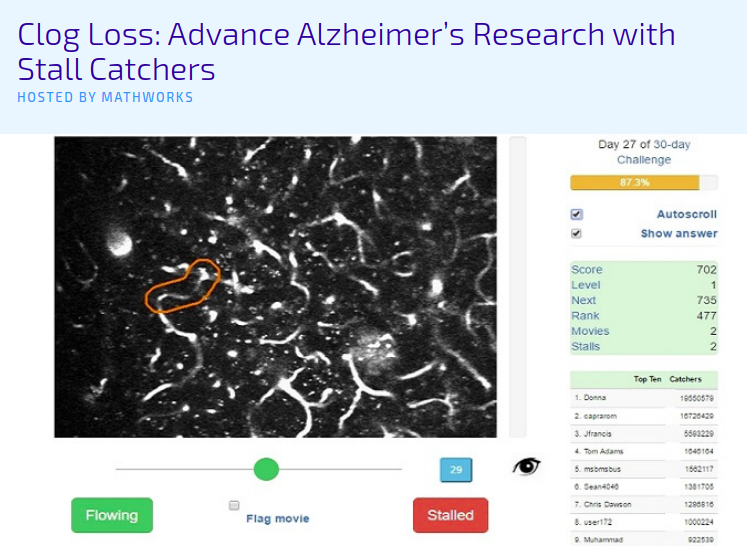 Clog Loss: Advance Alzheimer's Research with
Stall Catchers
HOSTED BY MATHWORKS
Day 27 of 30-day
Challenge
87.3%
Autoscroll
Show answer
Score 702
Level 1
Next 735
Rank 477
Movies 2
Stalls 2
Top Ten Catchers
1. Donna 19550579
2. caprarom 16726429
3. Jfrancis 5593229
4. Tom Adams 1646164
5. msbmsbus 1562117
6. Sean4046 1381705
7. Chris Dawson 1286816
8. user172 1000224
9. Muhammad 922539
29
Flowing
Flag movie
Stalled